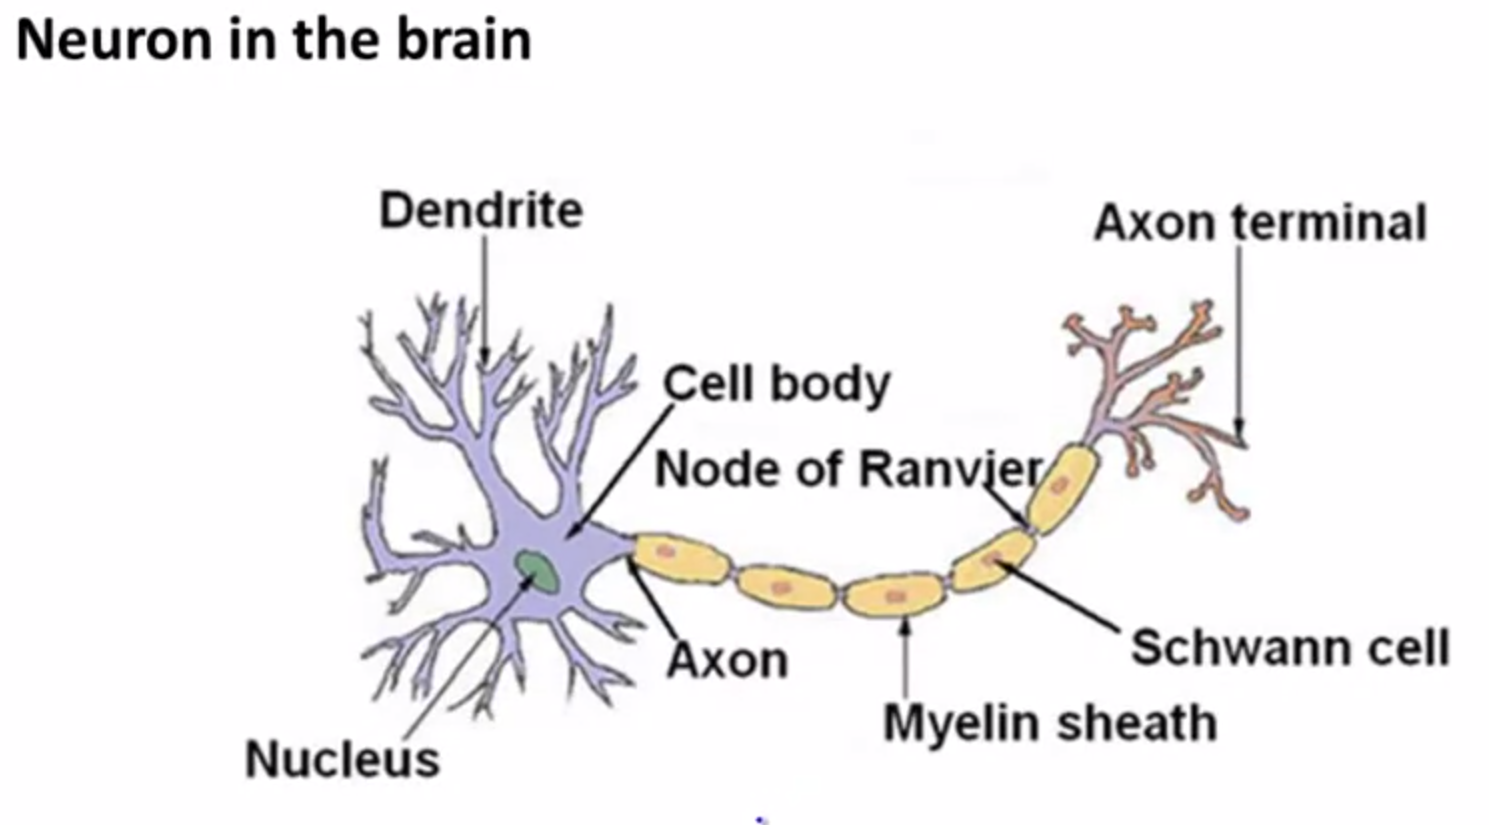 Neuron in the brain
Dendrite
Axon terminal
Cell body
Node of Ranvier
Axon
Schwann cell
Myelin sheath
Nucleus